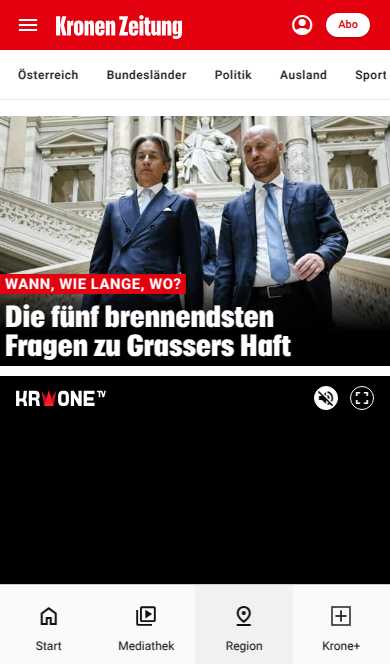 Kronen Zeitung
Abo
Österreich Bundesländer Politik Ausland Sport
WANN, WIE LANGE, WO?
Die fünf brennendsten
Fragen zu Grassers Haft
KRONE TV
Start Mediathek Region Krone+